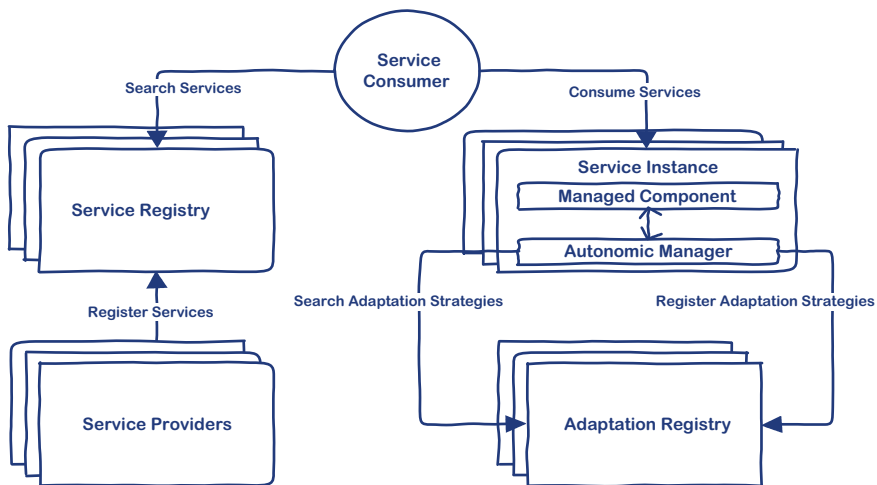 Service
Consumer
Search Services
Consume Services
Service Registry
Service Instance
Managed Component
Autonomic Manager
Register Services
Search Adaptation Strategies
Register Adaptation Strategies
Service Providers
Adaptation Registry